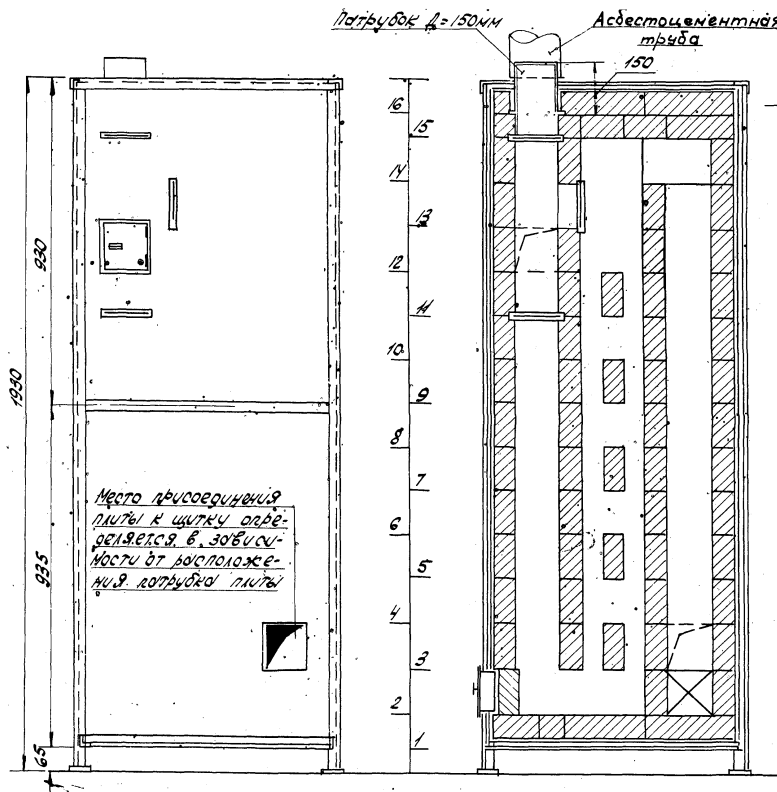 Патрубок Д=150мм
Асбестоцементная
труба
150
16
15
14
13
12
11
10
9
8
7
6
5
4
3
2
1
930
1930
935
65
Место присоединения
плиты к щитку опре-
деляется в зависи-
мости от расположе-
ния патрубка плиты